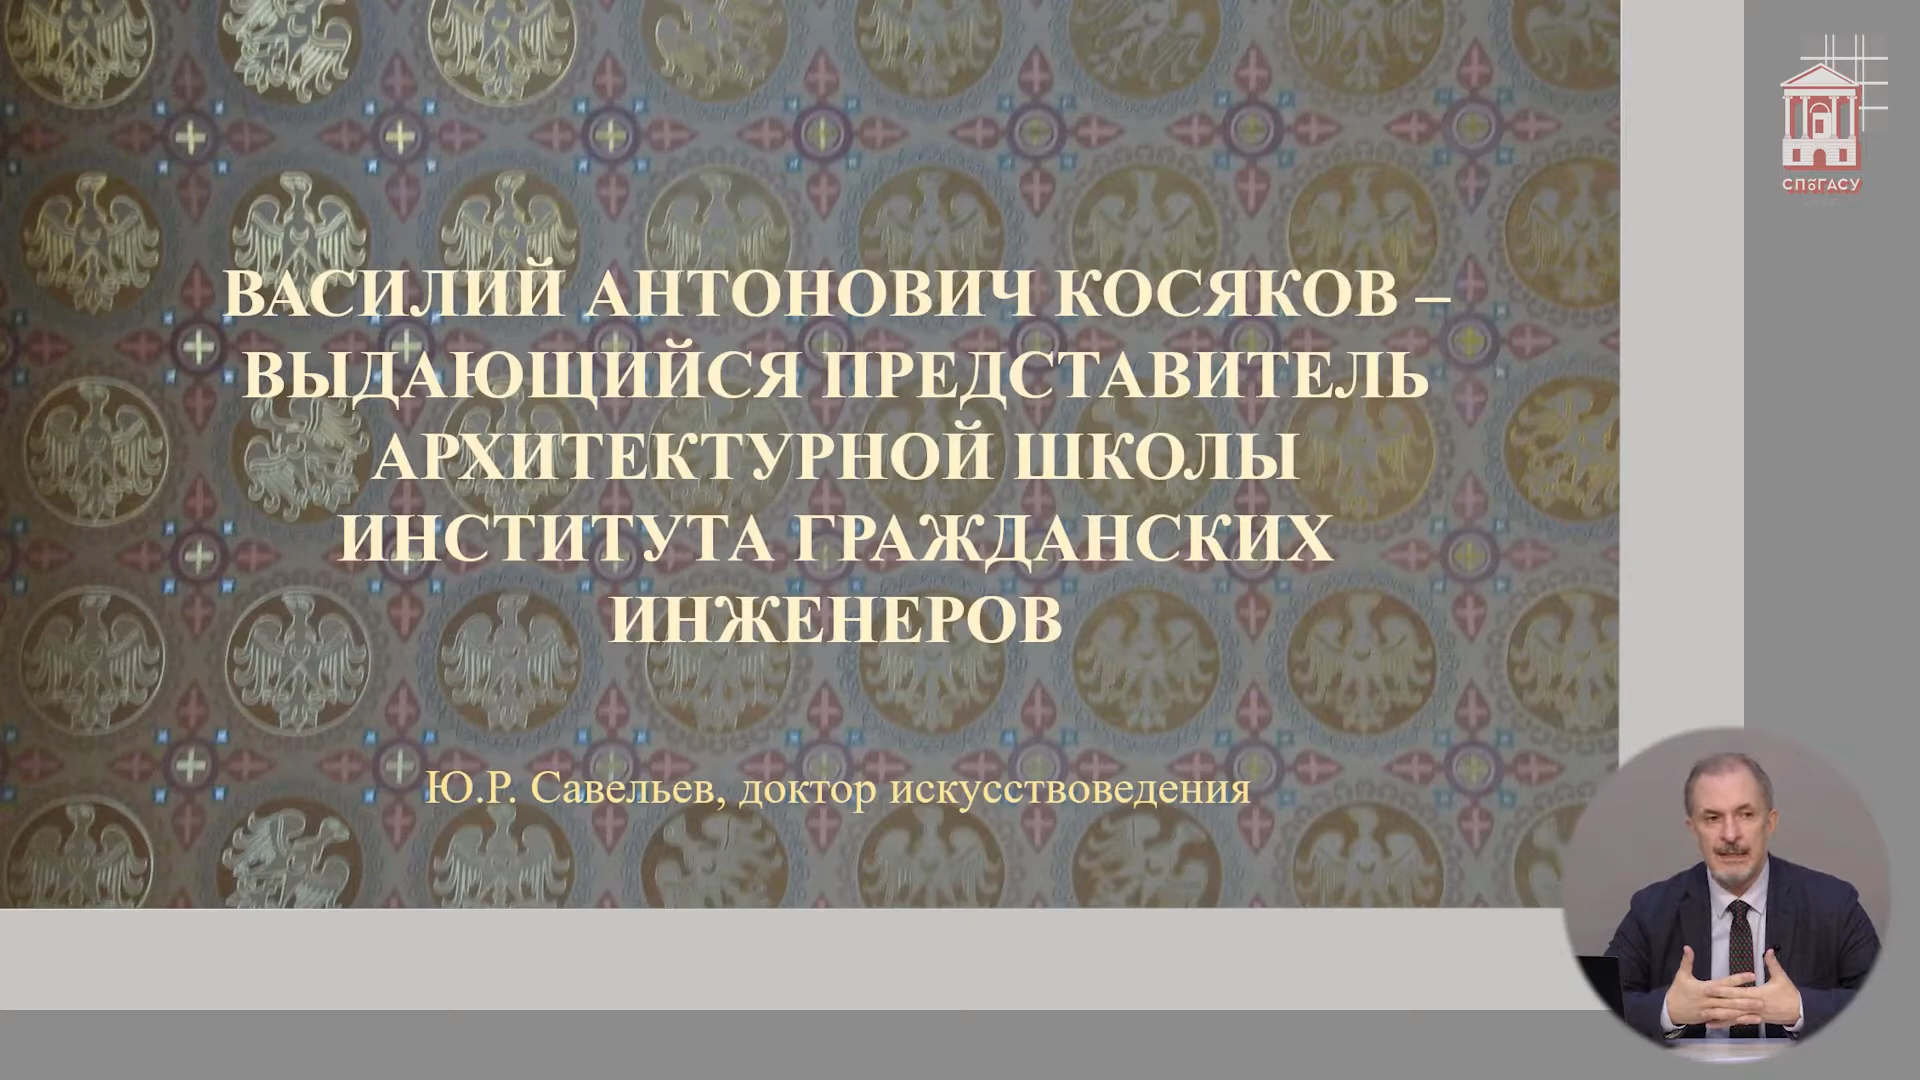 СПбГАСУ
ВАСИЛИЙ АНТОНОВИЧ КОСЯКОВ –
ВЫДАЮЩИЙСЯ ПРЕДСТАВИТЕЛЬ
АРХИТЕКТУРНОЙ ШКОЛЫ
ИНСТИТУТА ГРАЖДАНСКИХ
ИНЖЕНЕРОВ
Ю.Р. Савельев, доктор искусствоведения